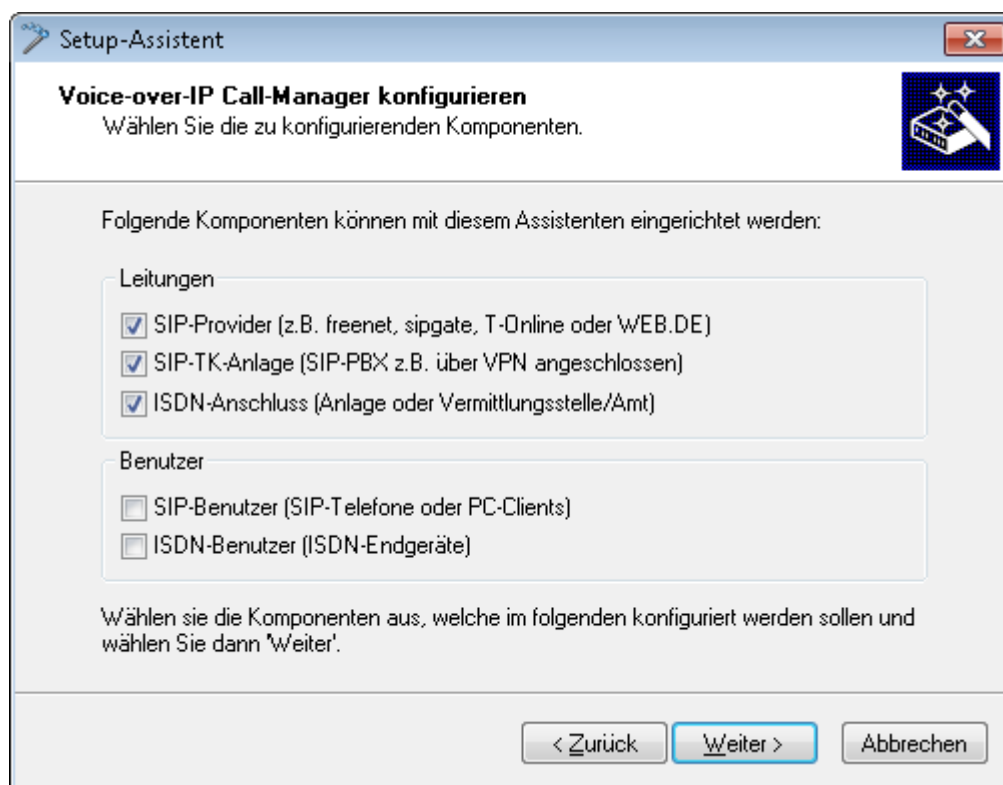 Setup-Assistent
Voice-over-IP Call-Manager konfigurieren
Wählen Sie die zu konfigurierenden Komponenten.
Folgende Komponenten können mit diesem Assistenten eingerichtet werden:
Leitungen
SIP-Provider (z.B. freenet, sipgate, T-Online oder WEB.DE)
SIP-TK-Anlage (SIP-PBX z.B. über VPN angeschlossen)
ISDN-Anschluss (Anlage oder Vermittlungsstelle/Amt)
Benutzer
SIP-Benutzer (SIP-Telefone oder PC-Clients)
ISDN-Benutzer (ISDN-Endgeräte)
Wählen sie die Komponenten aus, welche im folgenden konfiguriert werden sollen und
wählen Sie dann 'Weiter'.
< Zurück Weiter > Abbrechen